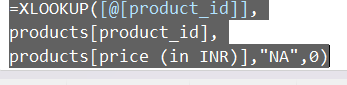 =XLOOKUP([@[product_id]],
products[product_id],
products[price (in INR)],"NA",0)